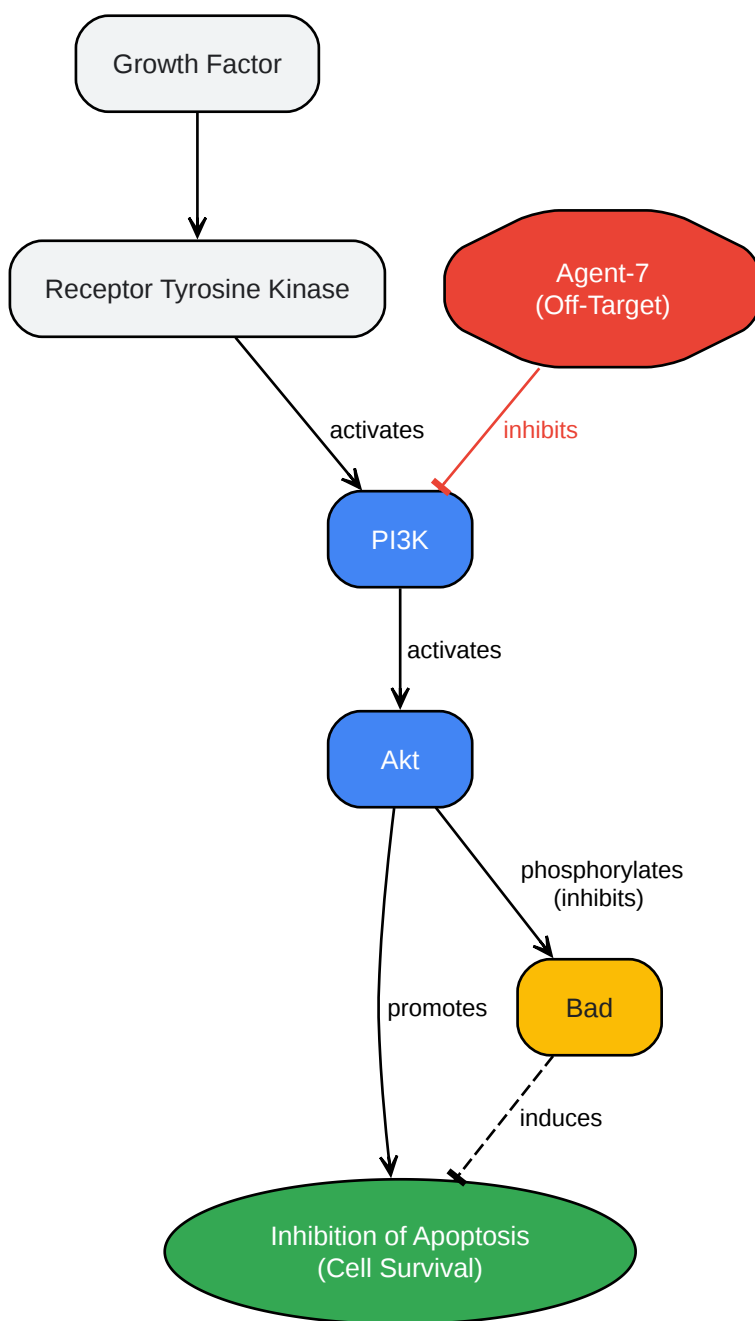 Growth Factor
Receptor Tyrosine Kinase
Agent-7
(Off-Target)
activates
inhibits
PI3K
activates
Akt
phosphorylates
(inhibits)
promotes
Bad
induces
Inhibition of Apoptosis
(Cell Survival)